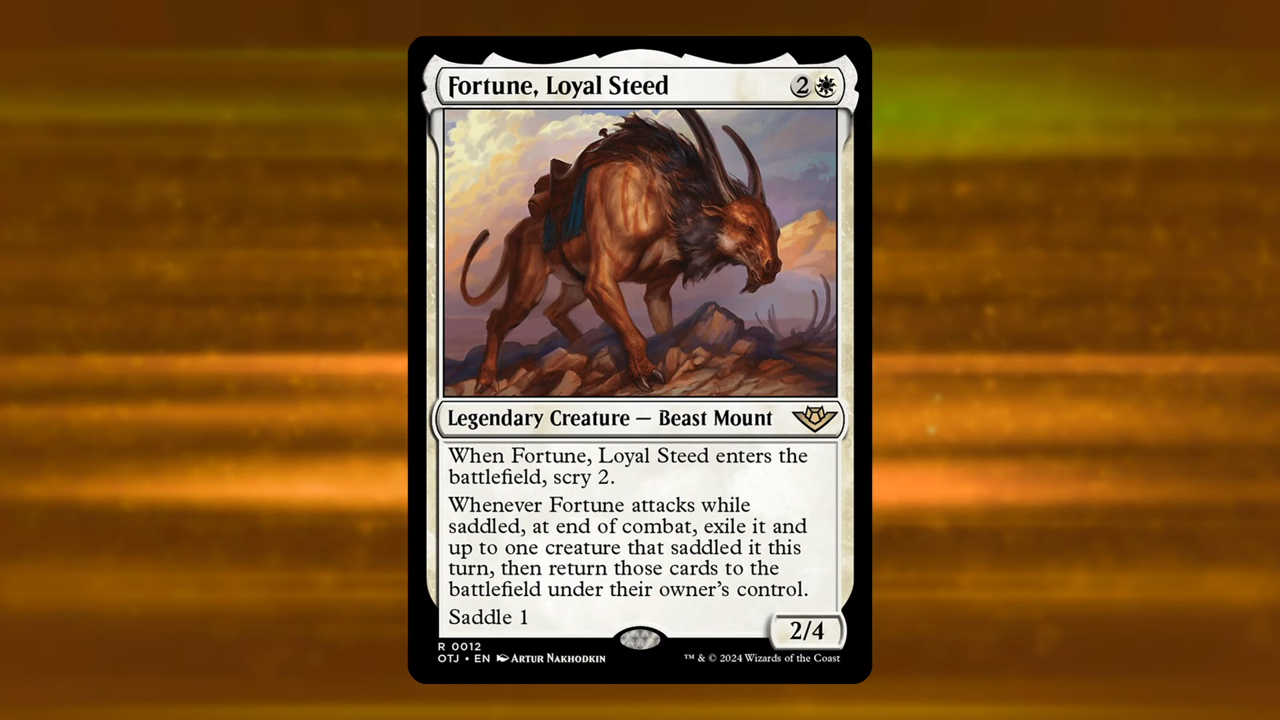 Fortune, Loyal Steed 2
Legendary Creature — Beast Mount
When Fortune, Loyal Steed enters the
battlefield, scry 2.
Whenever Fortune attacks while
saddled, at end of combat, exile it and
up to one creature that saddled it this
turn, then return those cards to the
battlefield under their owner's control.
Saddle 1
2/4
R 0012
OTJ • EN Artur Nakhodkin
™ & © 2024 Wizards of the Coast